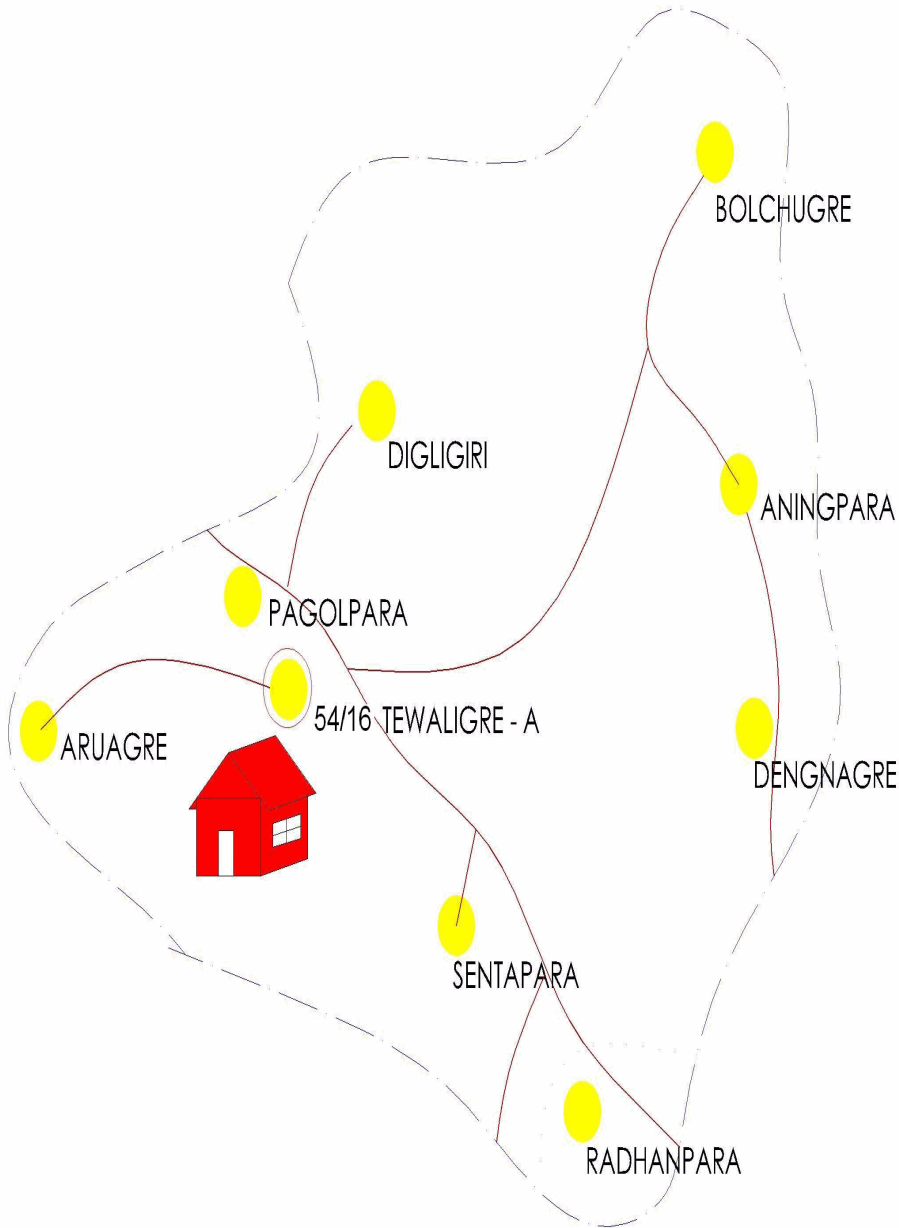 BOLCHUGRE
DIGLIGIRI
ANINGPARA
PAGOLPARA
54/16 TEWALIGRE - A
ARUAGRE
DENGNAGRE
SENTAPARA
RADHANPARA